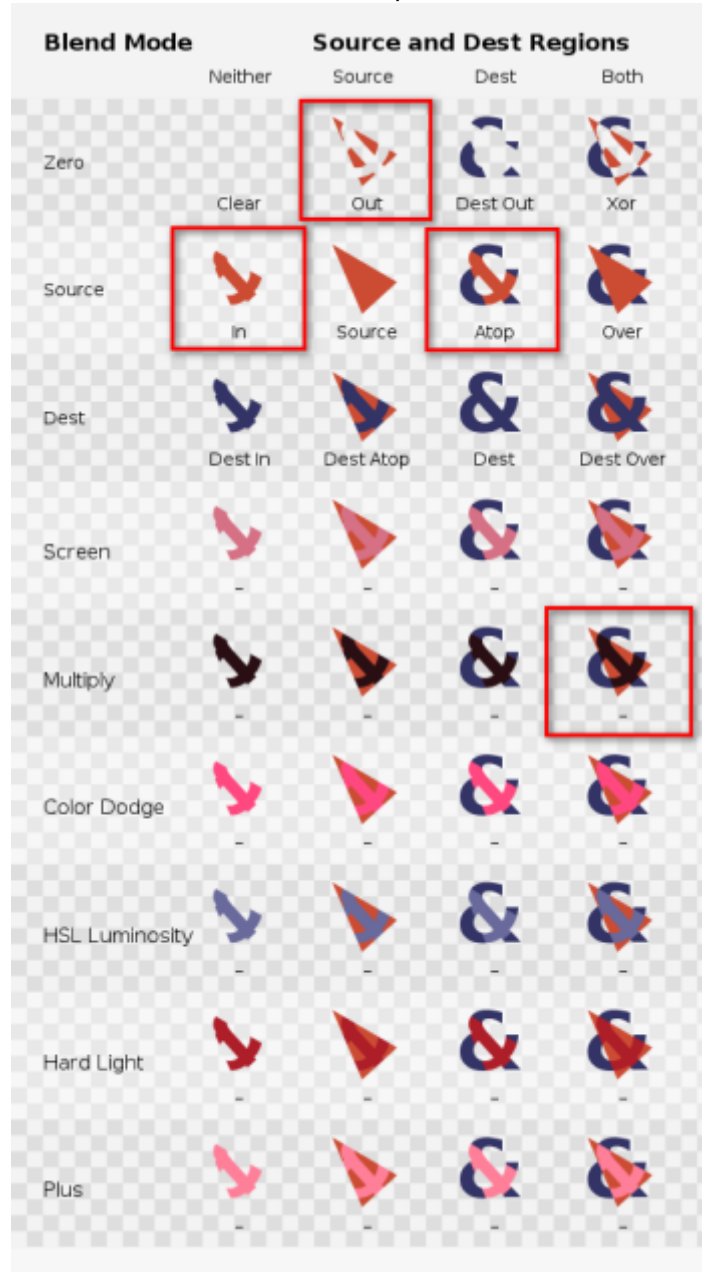 Blend Mode Source and Dest Regions
Neither Source Dest Both
Zero
Clear Out Dest Out Xor
Source
In Source Atop Over
Dest
Dest In Dest Atop Dest Dest Over
Screen
– – – –
Multiply
– – – –
Color Dodge
– – – –
HSL Luminosity
– – – –
Hard Light
– – – –
Plus
– – – –